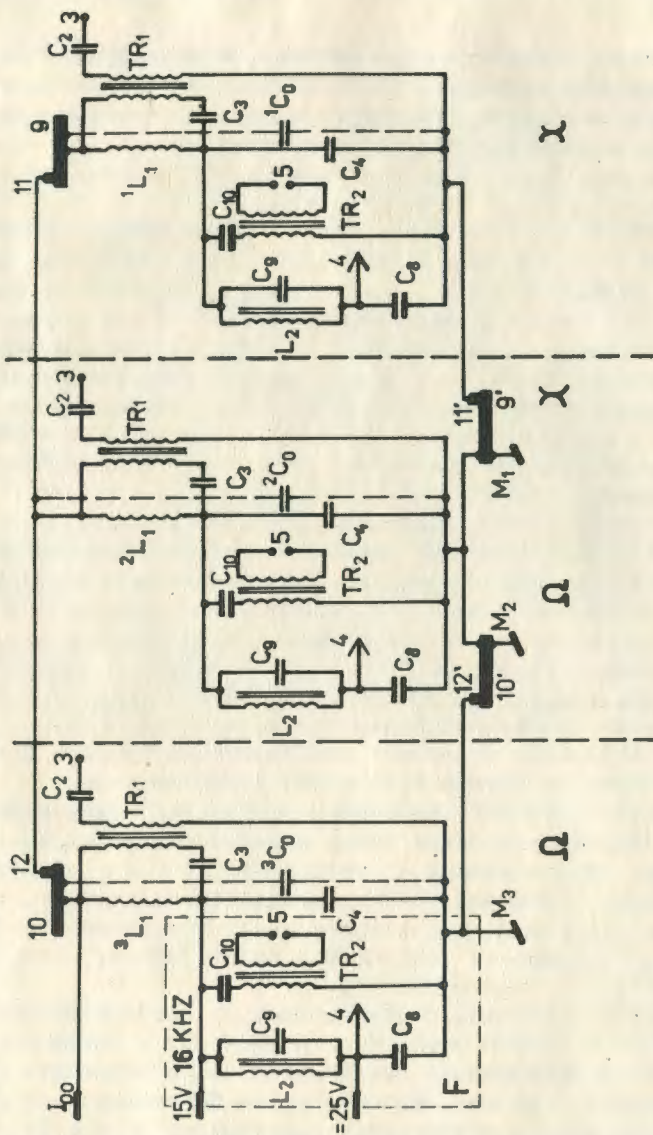 I₀₀
10
12
C₂ 3
TR₁
³L₁
C₃
15V 16 KHZ
C₁₀
5
³C₀
C₉
L₂
TR₂
C₄
4
=25V
C₈
F
M₃
Ω
C₂ 3
TR₁
²L₁
C₃
C₁₀
5
²C₀
C₉
L₂
TR₂
C₄
4
C₈
12'
10'
M₂
Ω
11 9
C₂ 3
TR₁
¹L₁
C₃
C₁₀
5
¹C₀
C₉
L₂
TR₂
C₄
4
C₈
11'
9'
M₁